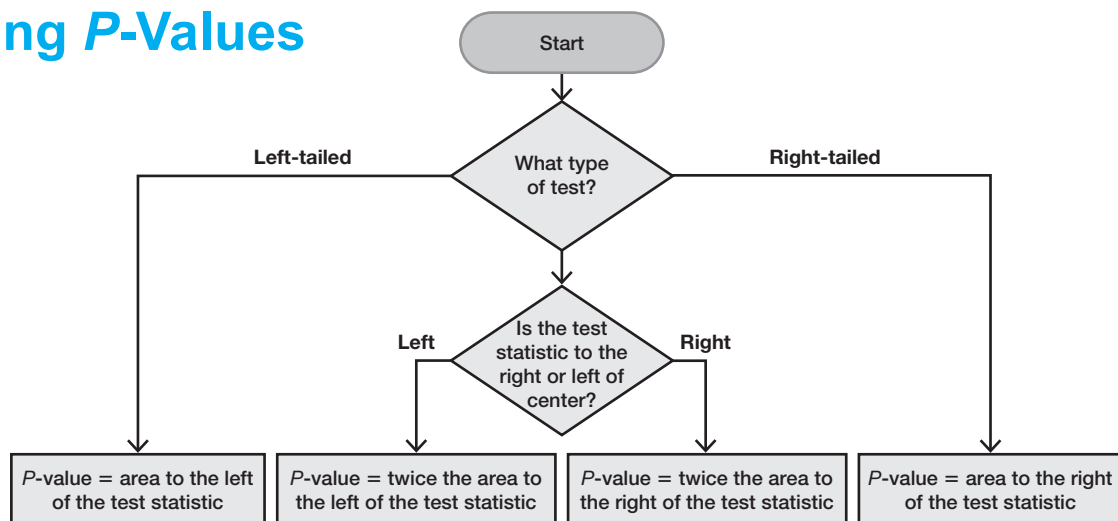 ng P-Values
Start
What type
of test?
Left-tailed
Right-tailed
Is the test
statistic to the
right or left of
center?
Left
Right
P-value = area to the left
of the test statistic
P-value = twice the area to
the left of the test statistic
P-value = twice the area to
the right of the test statistic
P-value = area to the right
of the test statistic